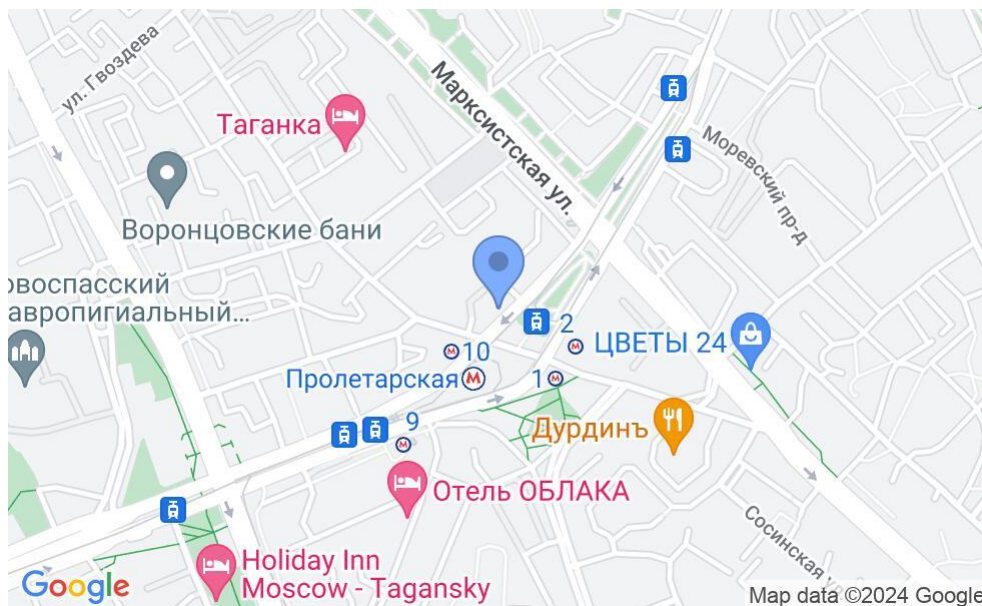 ул. Гвоздева
Марксистская ул.
Таганка
Моревский пр-д
Воронцовские бани
овоспасский
авропигиальный...
2
ЦВЕТЫ 24
10
Пролетарская
1
9
Дурдинъ
Отель ОБЛАКА
Сосинская у
Holiday Inn
Moscow - Tagansky
Google
Map data ©2024 Google